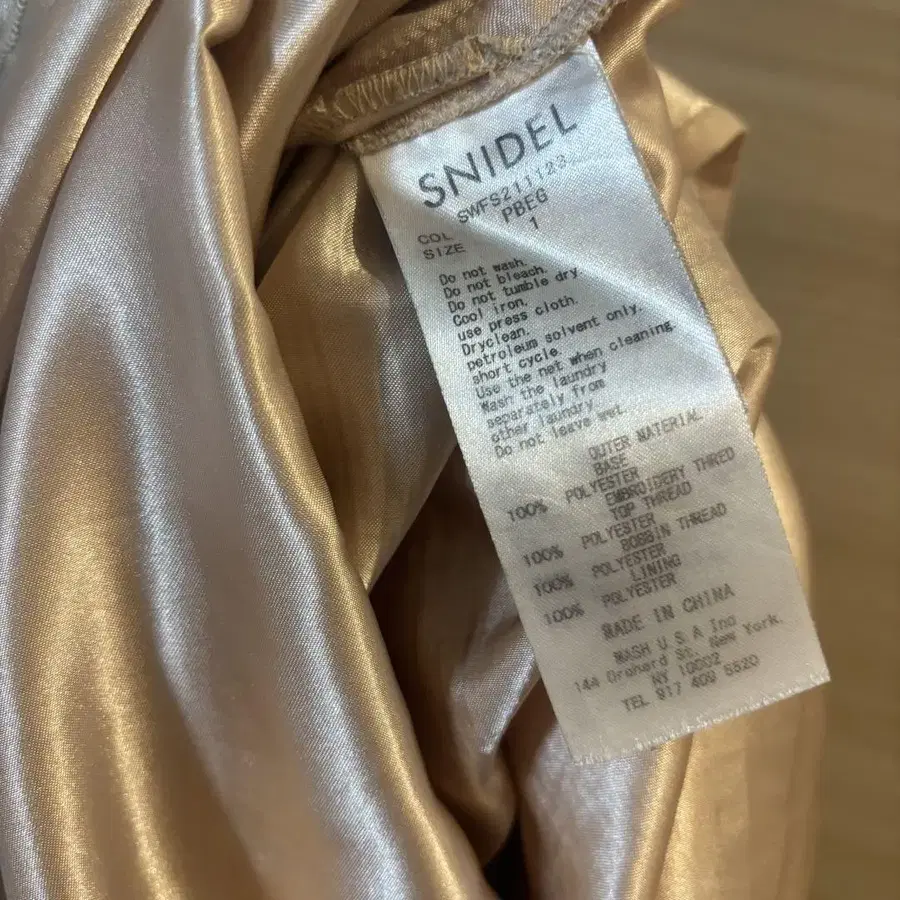 SNIDEL
SWFS211123
COL PBEG
SIZE 1
Do not wash.
Do not bleach.
Do not tumble dry.
Cool iron.
use press cloth.
Dryclean.
petroleum solvent only.
short cycle.
Use the net when cleaning.
Wash the laundry
separately from
other laundry.
Do not leave wet.
OUTER MATERIAL
BASE
100% POLYESTER
EMBROIDERY THRED
TOP THREAD
100% POLYESTER
BOBBIN THREAD
100% POLYESTER
LINING
100% POLYESTER
MADE IN CHINA
MASH U S A Inc
144 Orchard St. New York.
NY 10002
TEL 917 409 5520